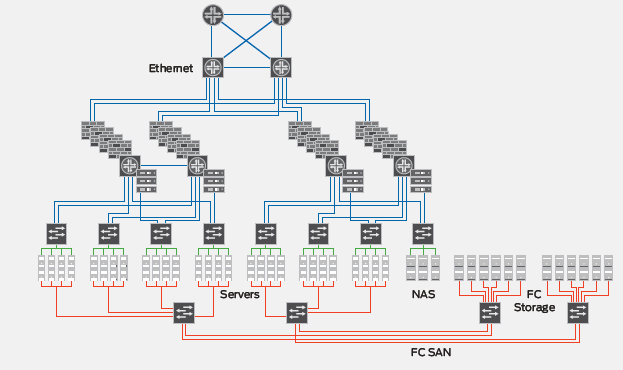 Ethernet
Servers
NAS
FC
Storage
FC SAN